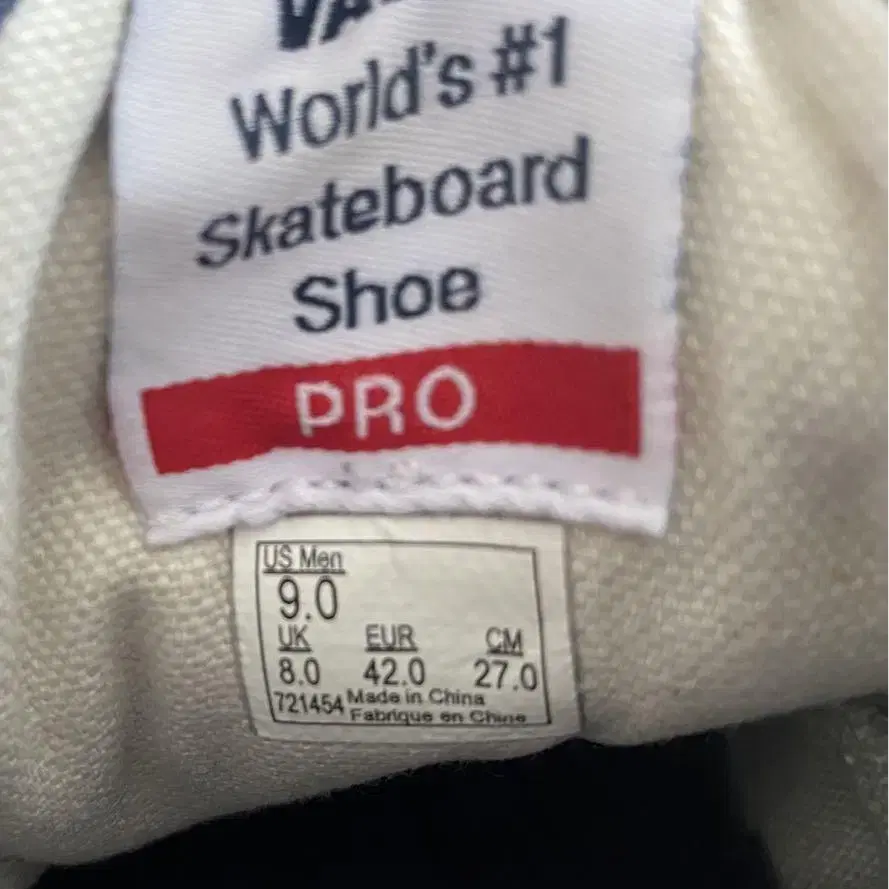 World's #1
Skateboard
Shoe
PRO
US Men
9.0
UK EUR CM
8.0 42.0 27.0
721454 Made in China
Fabrique en Chine